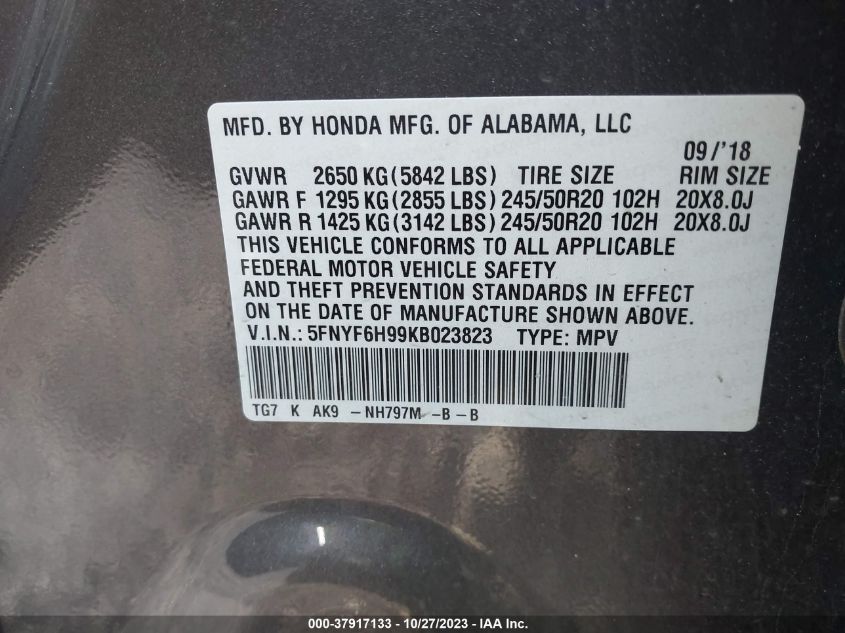 MFD. BY HONDA MFG. OF ALABAMA, LLC
09/'18
GVWR 2650 KG(5842 LBS) TIRE SIZE RIM SIZE
GAWR F 1295 KG(2855 LBS) 245/50R20 102H 20X8.0J
GAWR R 1425 KG(3142 LBS) 245/50R20 102H 20X8.0J
THIS VEHICLE CONFORMS TO ALL APPLICABLE
FEDERAL MOTOR VEHICLE SAFETY
AND THEFT PREVENTION STANDARDS IN EFFECT
ON THE DATE OF MANUFACTURE SHOWN ABOVE.
V.I.N.: 5FNYF6H99KB023823 TYPE: MPV
TG7 K AK9 -NH797M -B -B
000-37917133 - 10/27/2023 - IAA Inc.